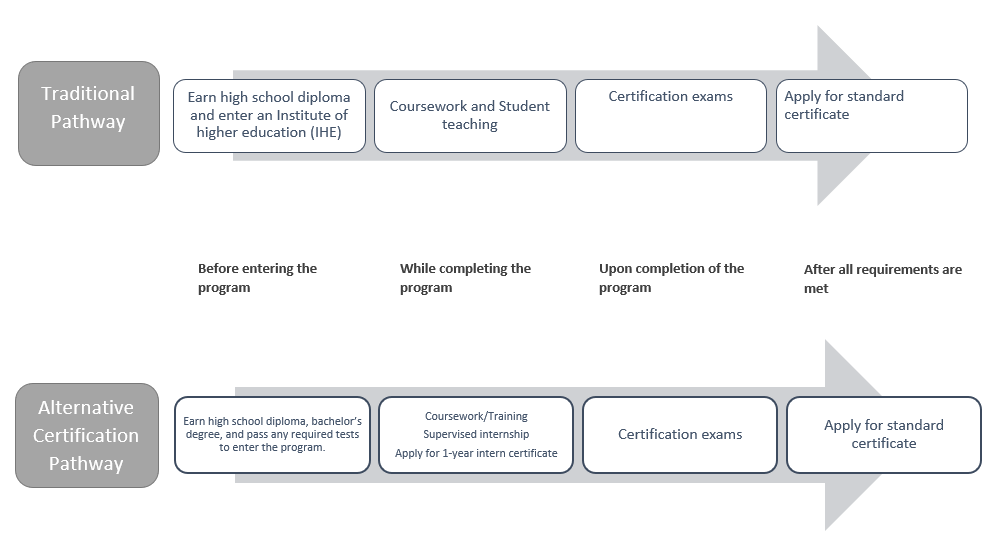 Traditional
Pathway
Earn high school diploma
and enter an Institute of
higher education (IHE)
Coursework and Student
teaching
Certification exams
Apply for standard
certificate
Before entering the
program
While completing the
program
Upon completion of the
program
After all requirements are
met
Alternative
Certification
Pathway
Earn high school diploma, bachelor's
degree, and pass any required tests
to enter the program.
Coursework/Training
Supervised internship
Apply for 1-year intern certificate
Certification exams
Apply for standard
certificate